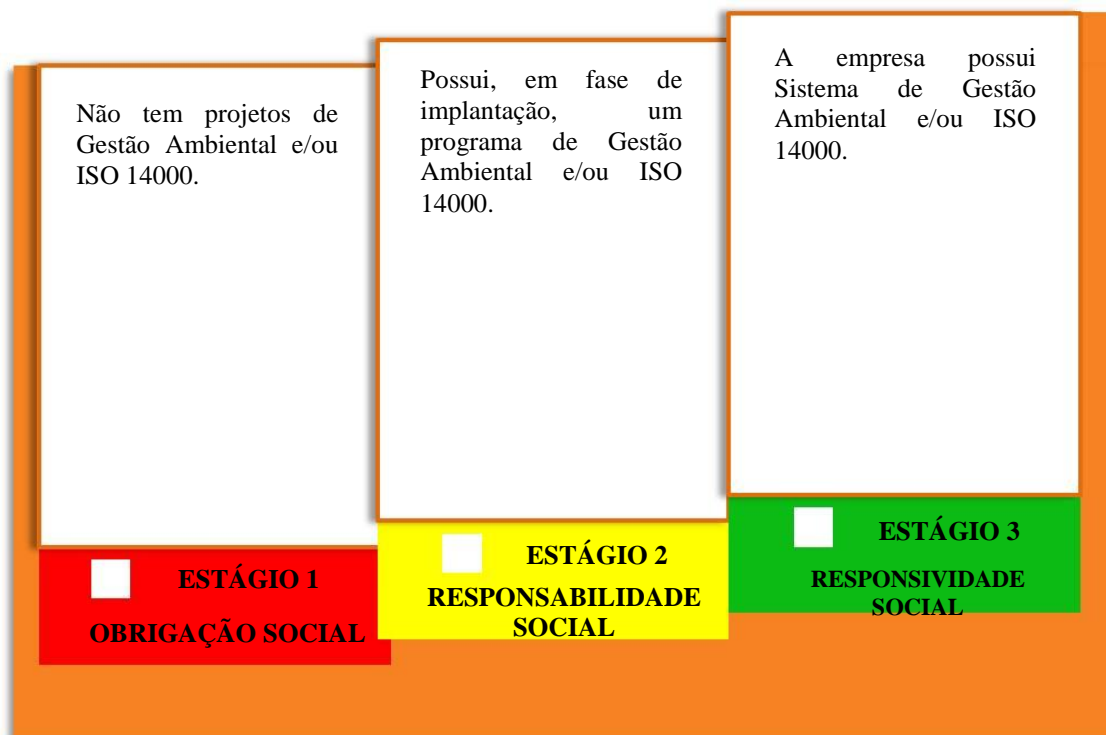 Não tem projetos de
Gestão Ambiental e/ou
ISO 14000.
ESTÁGIO 1
OBRIGAÇÃO SOCIAL
Possui, em fase de
implantação, um
programa de Gestão
Ambiental e/ou ISO
14000.
ESTÁGIO 2
RESPONSABILIDADE
SOCIAL
A empresa possui
Sistema de Gestão
Ambiental e/ou ISO
14000.
ESTÁGIO 3
RESPONSIVIDADE
SOCIAL